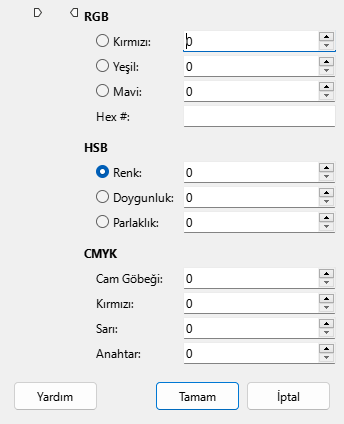 RGB
Kırmızı: 0
Yeşil: 0
Mavi: 0
Hex #:
HSB
Renk: 0
Doygunluk: 0
Parlaklık: 0
CMYK
Cam Göbeği: 0
Kırmızı: 0
Sarı: 0
Anahtar: 0
Yardım Tamam İptal